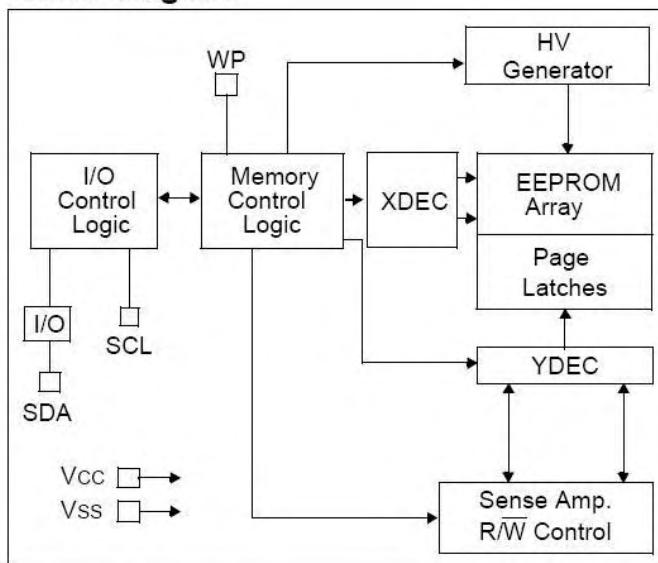 WP
HV
Generator
I/O
Control
Logic
Memory
Control
Logic
XDEC
EEPROM
Array
Page
Latches
I/O
SCL
SDA
YDEC
Vcc
Vss
Sense Amp.
R/W̅ Control